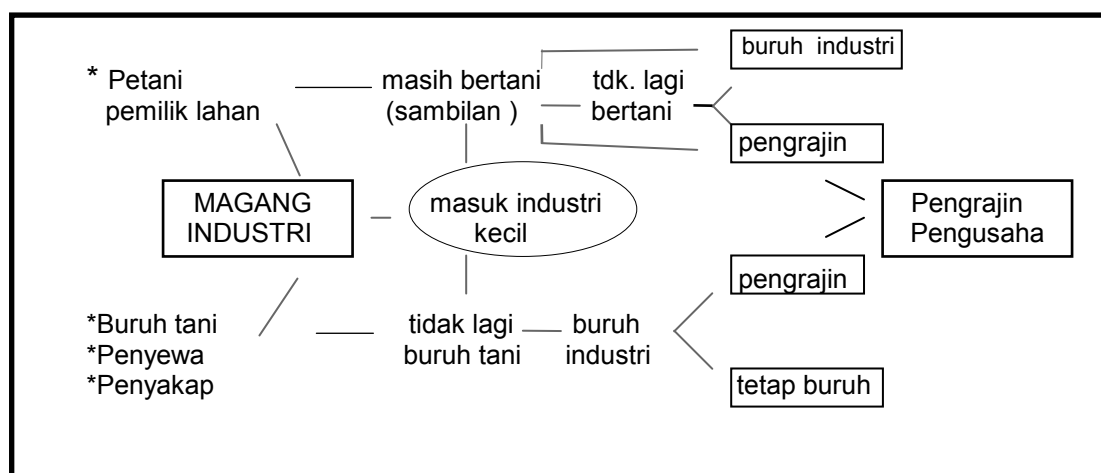 buruh industri
* Petani
pemilik lahan
masih bertani
(sambilan )
tdk. lagi
bertani
pengrajin
MAGANG
INDUSTRI
masuk industri
kecil
Pengrajin
Pengusaha
pengrajin
*Buruh tani
*Penyewa
*Penyakap
tidak lagi
buruh tani
buruh
industri
tetap buruh